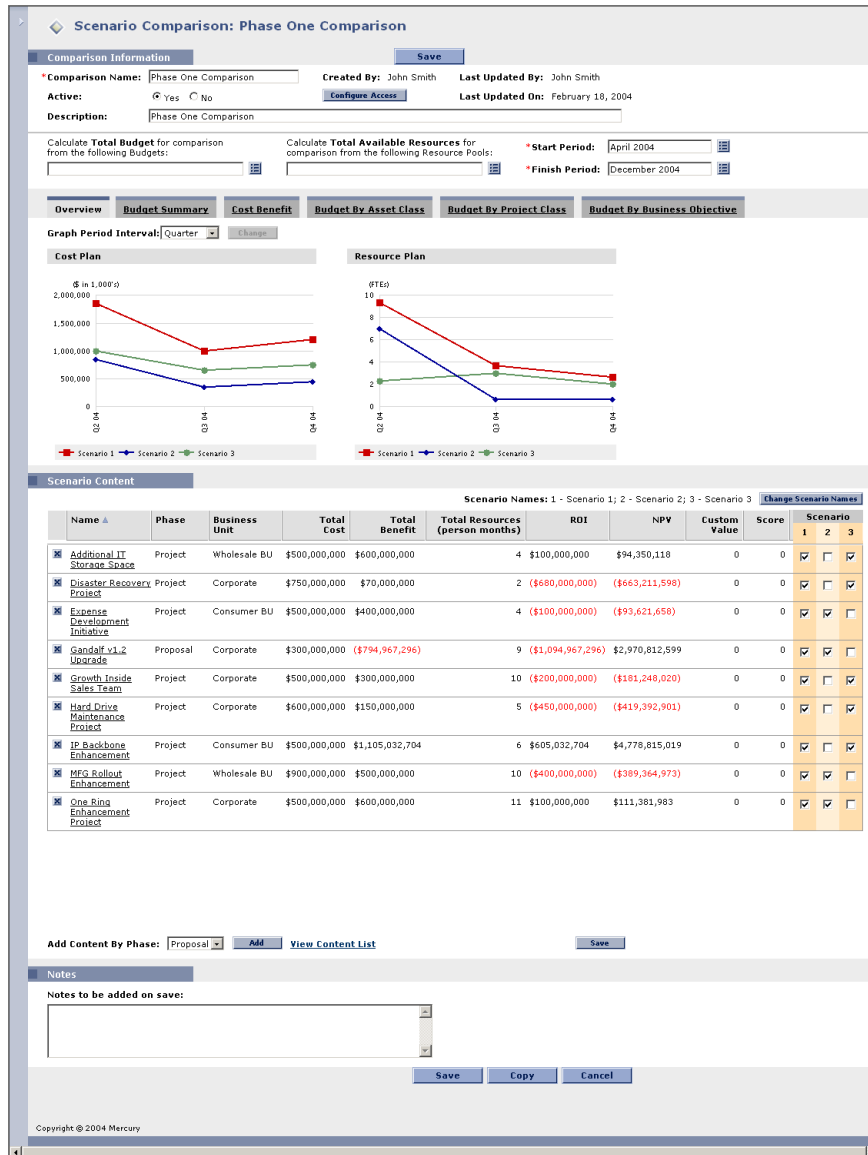 Scenario Comparison: Phase One Comparison
Comparison Information
Save
*Comparison Name: Phase One Comparison
Created By: John Smith
Last Updated By: John Smith
Active: Yes No
Configure Access
Last Updated On: February 18, 2004
Description: Phase One Comparison
Calculate Total Budget for comparison
from the following Budgets:
Calculate Total Available Resources for
comparison from the following Resource Pools:
*Start Period: April 2004
*Finish Period: December 2004
Overview Budget Summary Cost Benefit Budget By Asset Class Budget By Project Class Budget By Business Objective
Graph Period Interval: Quarter Change
Cost Plan
($ in 1,000's)
2,000,000
1,500,000
1,000,000
500,000
0
Q2 04
Q3 04
Q4 04
Scenario 1 Scenario 2 Scenario 3
Resource Plan
(FTEs)
10
8
6
4
2
0
Q2 04
Q3 04
Q4 04
Scenario 1 Scenario 2 Scenario 3
Scenario Content
Scenario Names: 1 - Scenario 1; 2 - Scenario 2; 3 - Scenario 3 Change Scenario Names
Name Phase Business Unit Total Cost Total Benefit Total Resources (person months) ROI NPV Custom Value Score Scenario 1 2 3
Additional IT Storage Space Project Wholesale BU $500,000,000 $600,000,000 4 $100,000,000 $94,350,118 0 0
Disaster Recovery Project Project Corporate $750,000,000 $70,000,000 2 ($680,000,000) ($663,211,598) 0 0
Expense Development Initiative Project Consumer BU $500,000,000 $400,000,000 4 ($100,000,000) ($93,621,658) 0 0
Gandalf v1.2 Upgrade Proposal Corporate $300,000,000 ($794,967,296) 9 ($1,094,967,296) $2,970,812,599 0 0
Growth Inside Sales Team Project Corporate $500,000,000 $300,000,000 10 ($200,000,000) ($181,248,020) 0 0
Hard Drive Maintenance Project Project Corporate $600,000,000 $150,000,000 5 ($450,000,000) ($419,392,901) 0 0
IP Backbone Enhancement Project Consumer BU $500,000,000 $1,105,032,704 6 $605,032,704 $4,778,815,019 0 0
MFG Rollout Enhancement Project Wholesale BU $900,000,000 $500,000,000 10 ($400,000,000) ($389,364,973) 0 0
One Ring Enhancement Project Project Corporate $500,000,000 $600,000,000 11 $100,000,000 $111,381,983 0 0
Add Content By Phase: Proposal Add View Content List Save
Notes
Notes to be added on save:
Save Copy Cancel
Copyright © 2004 Mercury